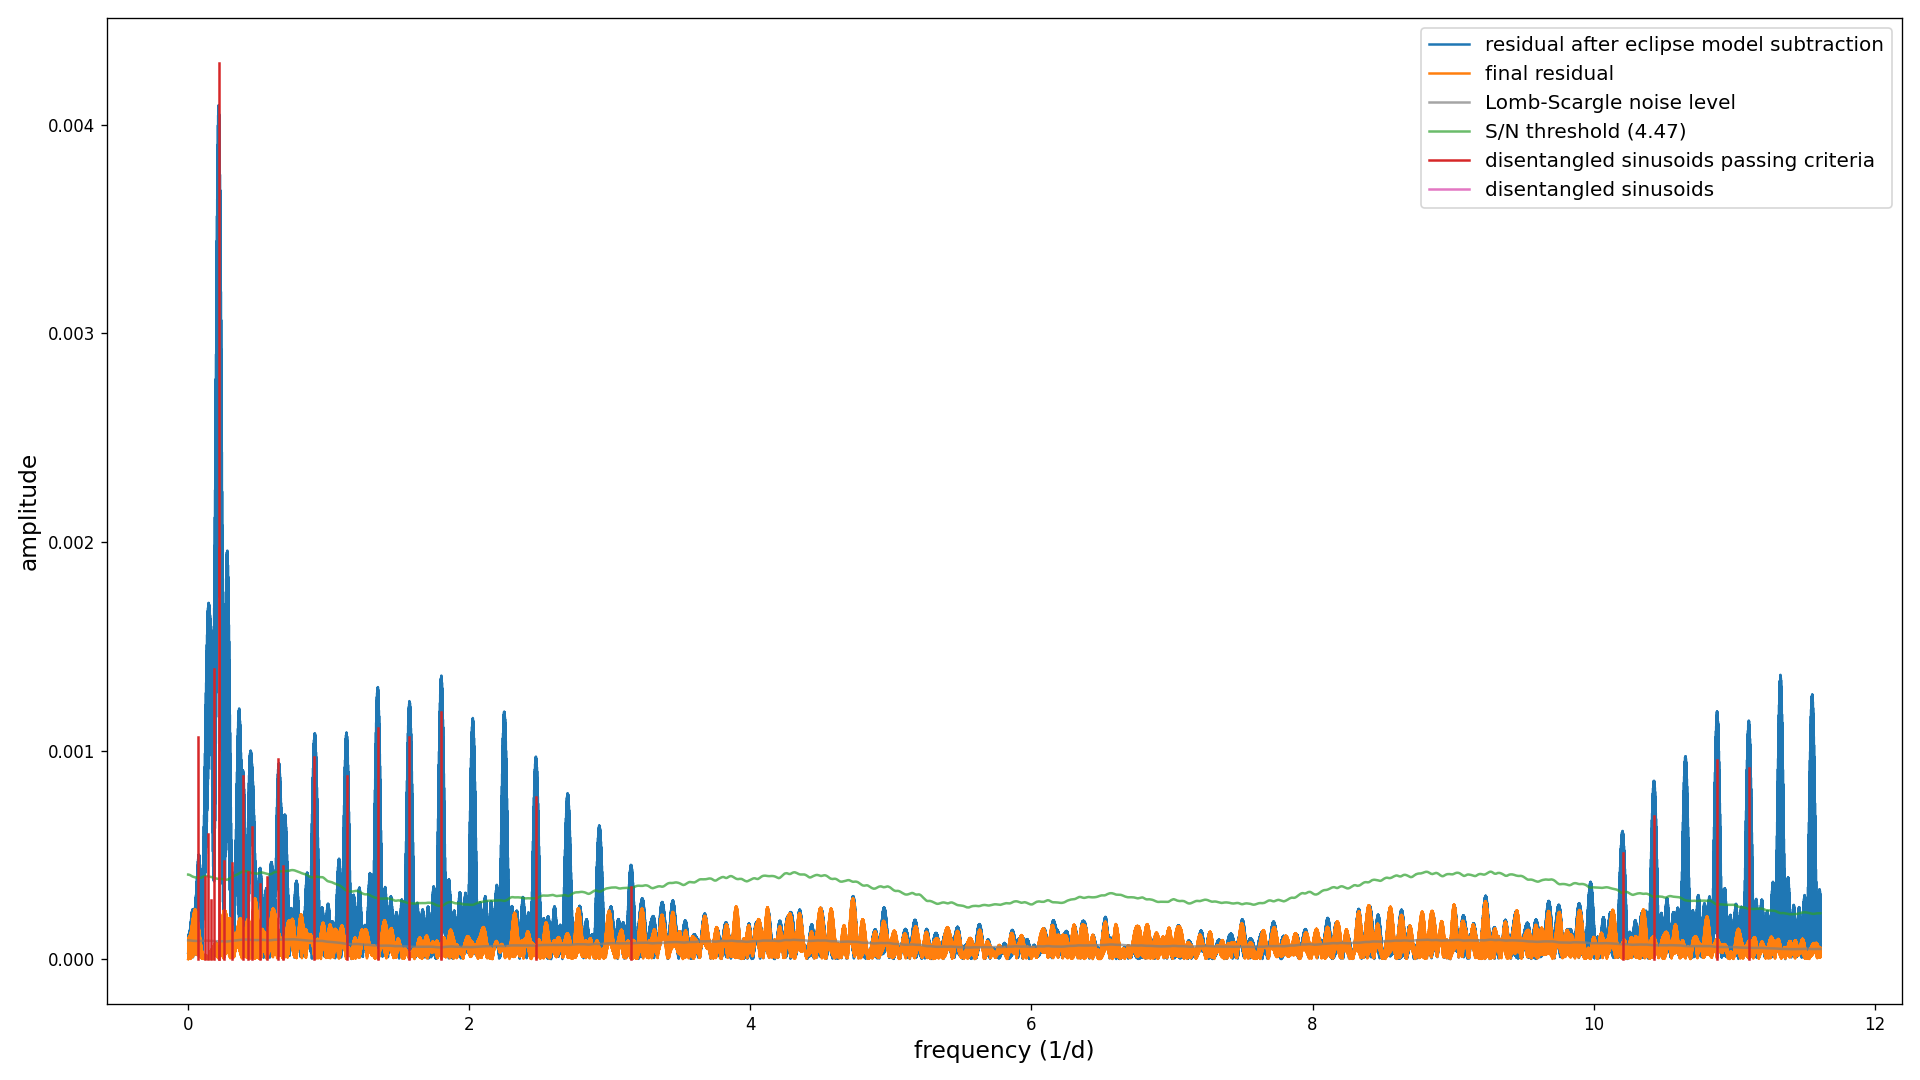 residual after eclipse model subtraction
final residual
Lomb-Scargle noise level
S/N threshold (4.47)
disentangled sinusoids passing criteria
disentangled sinusoids
amplitude
0.004
0.003
0.002
0.001
0.000
0 2 4 6 8 10 12
frequency (1/d)